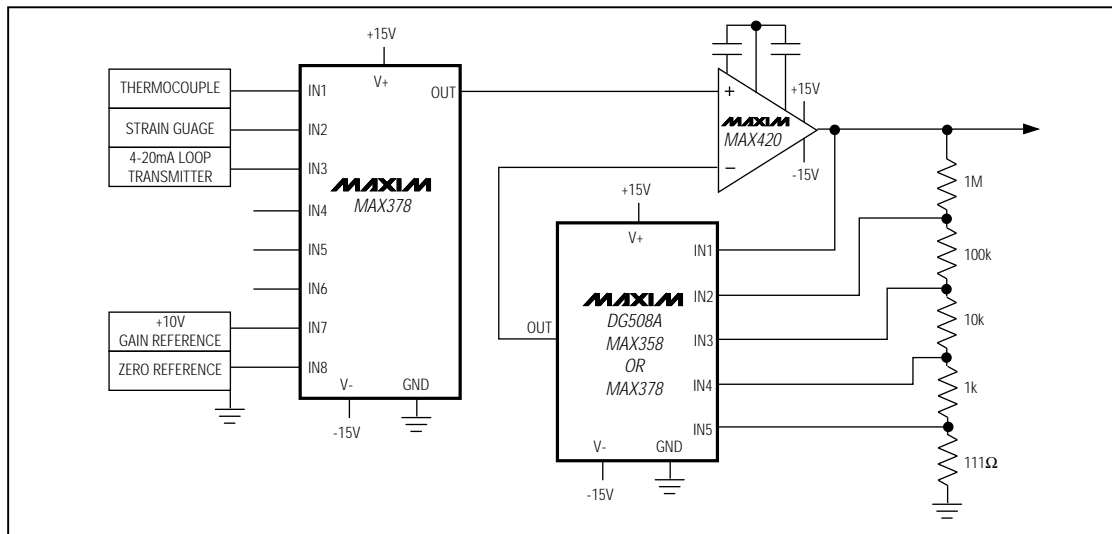 +15V
V+
THERMOCOUPLE
STRAIN GUAGE
4-20mA LOOP
TRANSMITTER
+10V
GAIN REFERENCE
ZERO REFERENCE
IN1
IN2
IN3
IN4
IN5
IN6
IN7
IN8
OUT
MAXIM
MAX378
V-
GND
-15V
+
−
MAXIM
MAX420
+15V
-15V
+15V
V+
MAXIM
DG508A
MAX358
OR
MAX378
OUT
IN1
IN2
IN3
IN4
IN5
V-
GND
-15V
1M
100k
10k
1k
111Ω